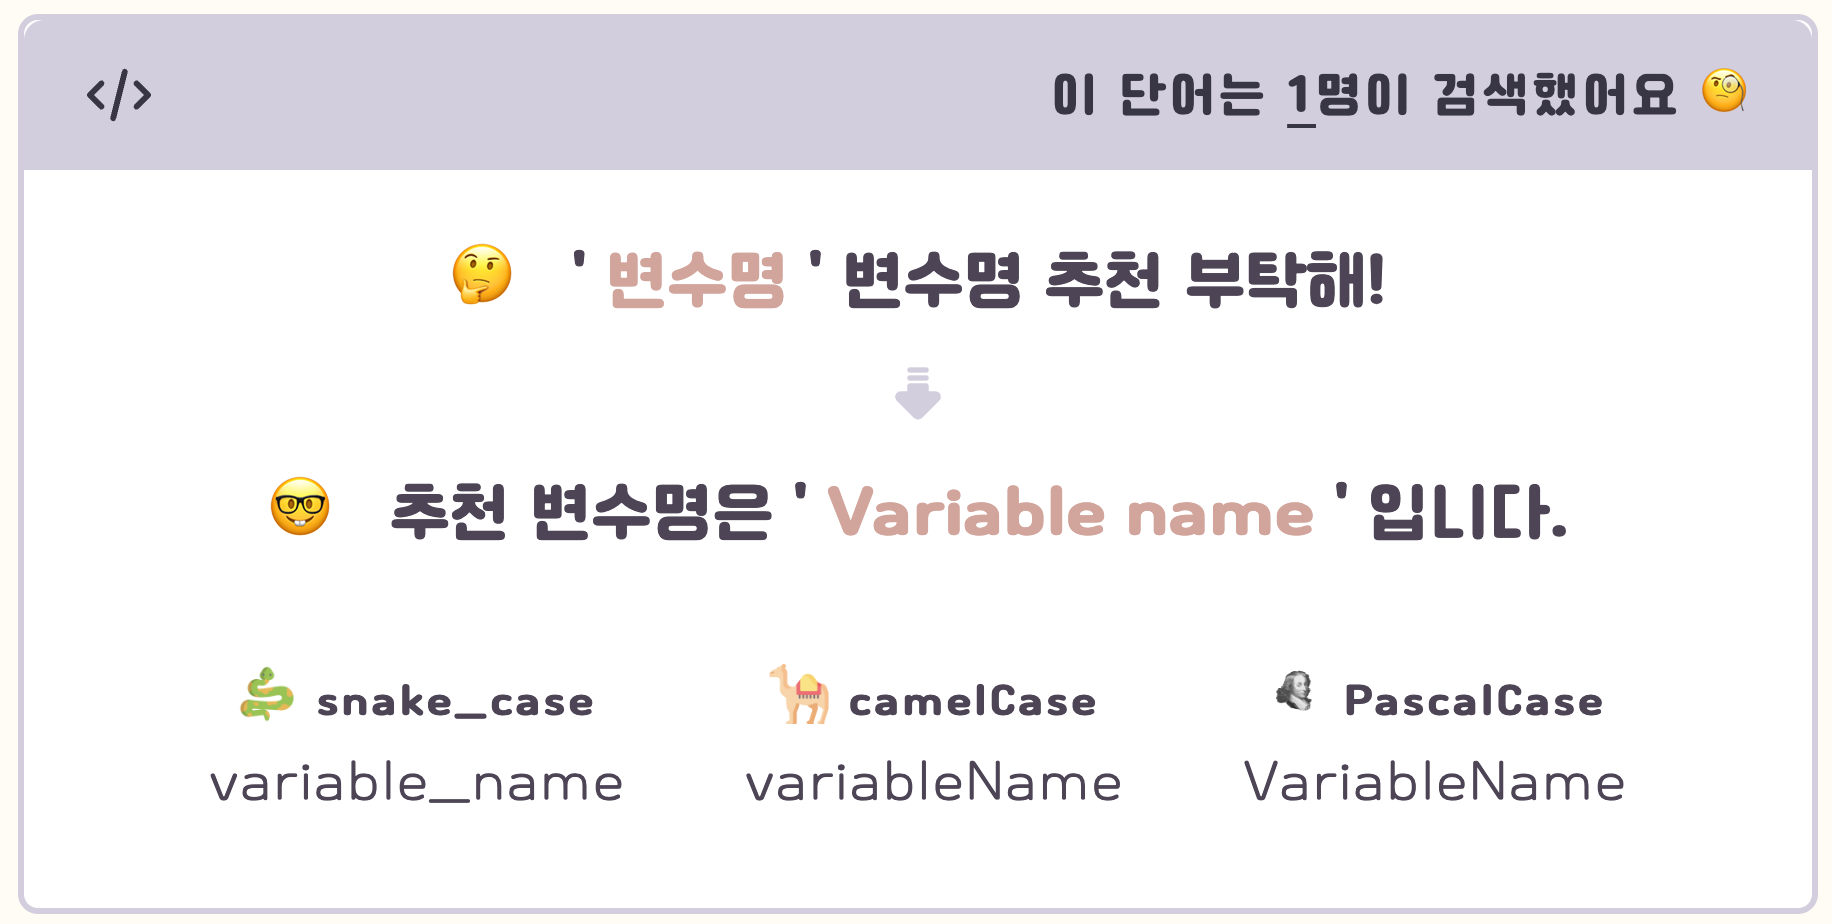 </> 이 단어는 1명이 검색했어요
' 변수명 ' 변수명 추천 부탁해!
추천 변수명은 ' Variable name ' 입니다.
snake_case camelCase PascalCase
variable_name variableName VariableName